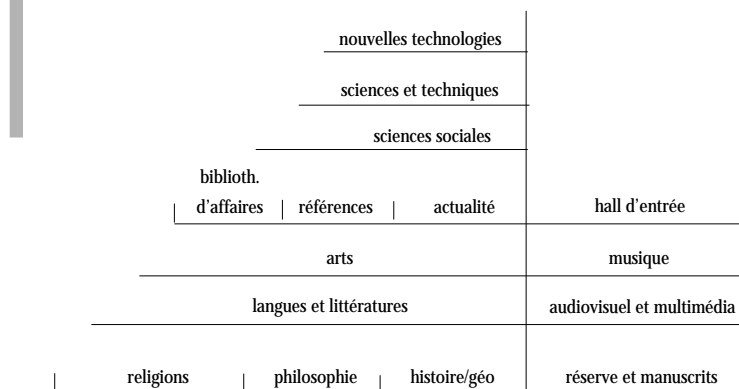 nouvelles technologies
sciences et techniques
sciences sociales
biblioth.
d'affaires références actualité hall d'entrée
arts musique
langues et littératures audiovisuel et multimédia
religions philosophie histoire/géo réserve et manuscrits